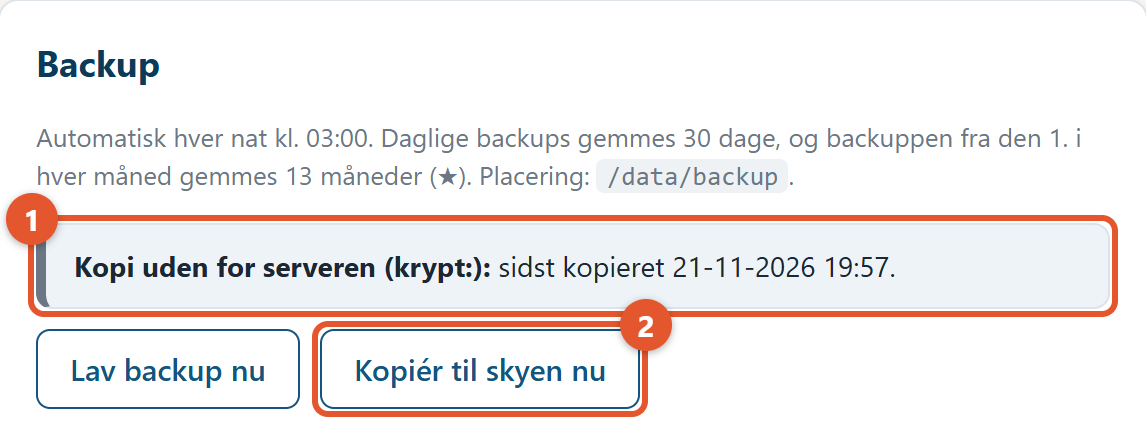 Backup
Automatisk hver nat kl. 03:00. Daglige backups gemmes 30 dage, og backuppen fra den 1. i
hver måned gemmes 13 måneder (★). Placering: /data/backup.
1
Kopi uden for serveren (krypt:): sidst kopieret 21-11-2026 19:57.
2
Lav backup nu
Kopiér til skyen nu